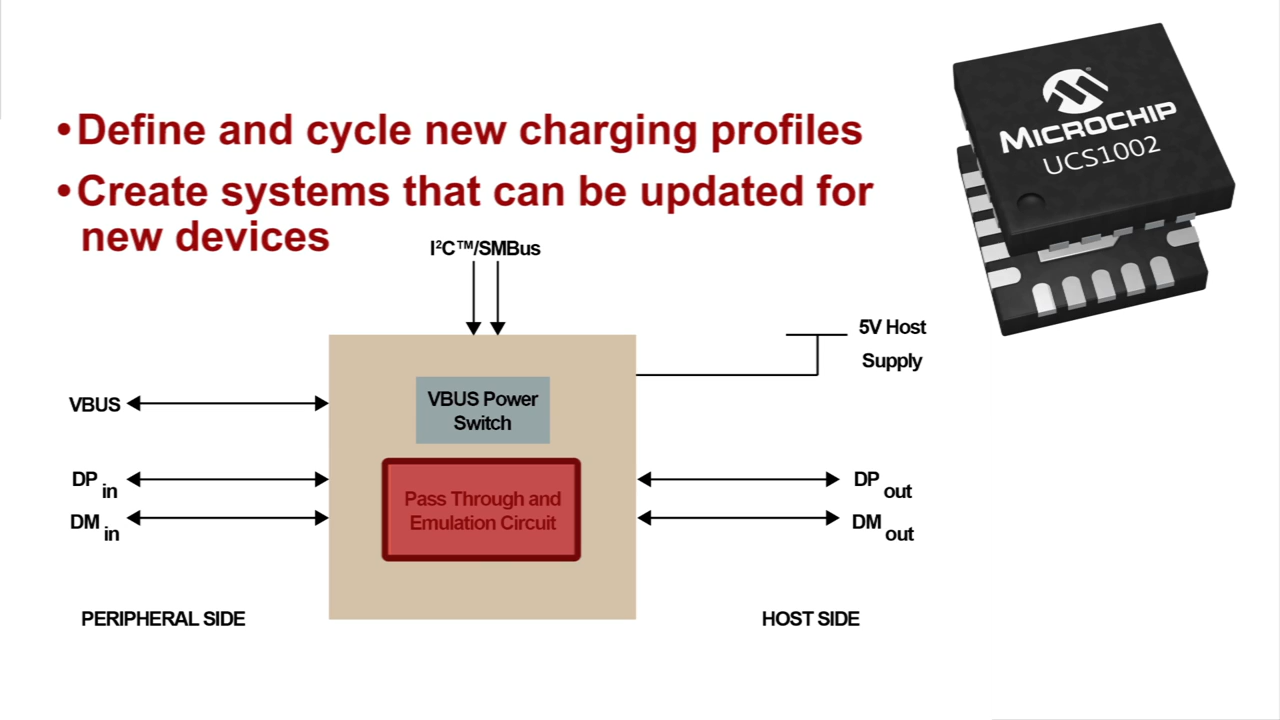 •Define and cycle new charging profiles
•Create systems that can be updated for
new devices
MICROCHIP
UCS1002
I²C™/SMBus
5V Host
Supply
VBUS Power
Switch
VBUS
DP in
DM in
Pass Through and
Emulation Circuit
DP out
DM out
PERIPHERAL SIDE
HOST SIDE